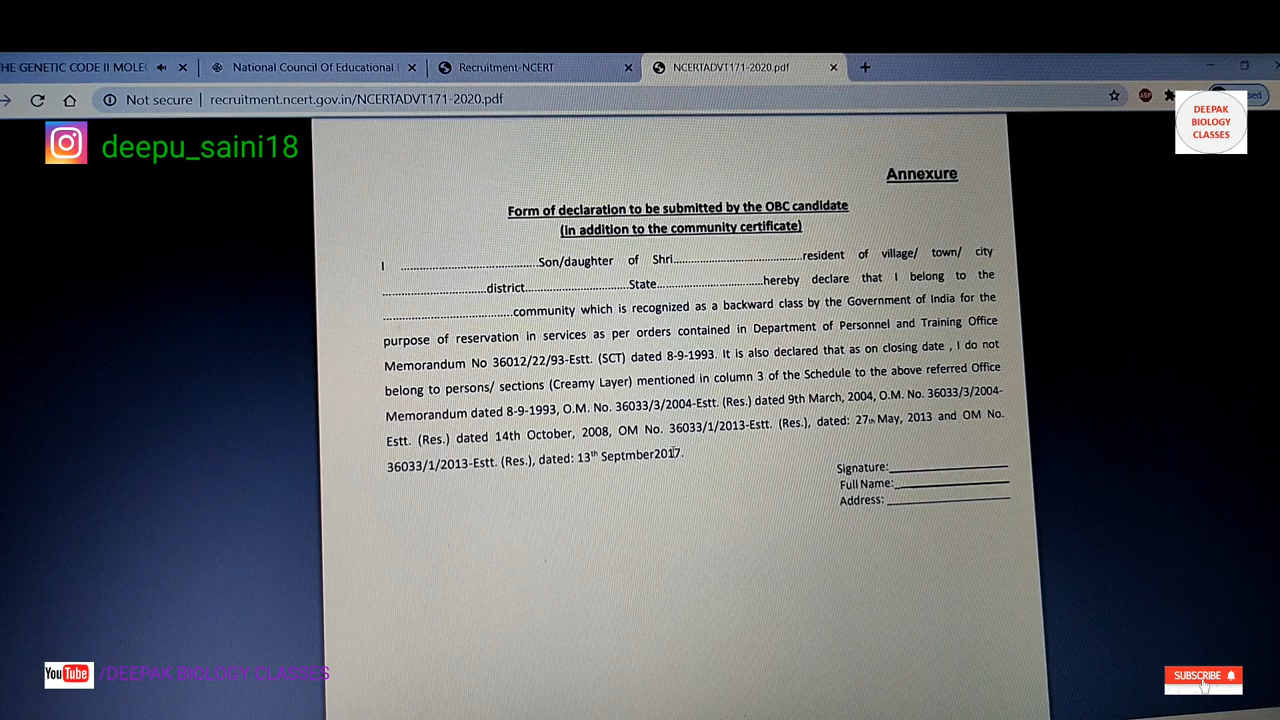 THE GENETIC CODE II MOLE
National Council Of Educational
Recruitment-NCERT
NCERTADVT171-2020.pdf
Not secure | recruitment.ncert.gov.in/NCERTADVT171-2020.pdf
ABP
DEEPAK
BIOLOGY
CLASSES
deepu_saini18
Annexure
Form of declaration to be submitted by the OBC candidate
(in addition to the community certificate)
I ............................................Son/daughter of Shri..........................................resident of village/ town/ city
..................................district..................................State..................................hereby declare that I belong to the
..........................................community which is recognized as a backward class by the Government of India for the
purpose of reservation in services as per orders contained in Department of Personnel and Training Office
Memorandum No 36012/22/93-Estt. (SCT) dated 8-9-1993. It is also declared that as on closing date , I do not
belong to persons/ sections (Creamy Layer) mentioned in column 3 of the Schedule to the above referred Office
Memorandum dated 8-9-1993, O.M. No. 36033/3/2004-Estt. (Res.) dated 9th March, 2004, O.M. No. 36033/3/2004-
Estt. (Res.) dated 14th October, 2008, OM No. 36033/1/2013-Estt. (Res.), dated: 27th May, 2013 and OM No.
36033/1/2013-Estt. (Res.), dated: 13th Septmber2017.
Signature:____________________
Full Name:____________________
Address: ____________________
YouTube /DEEPAK BIOLOGY CLASSES
SUBSCRIBE